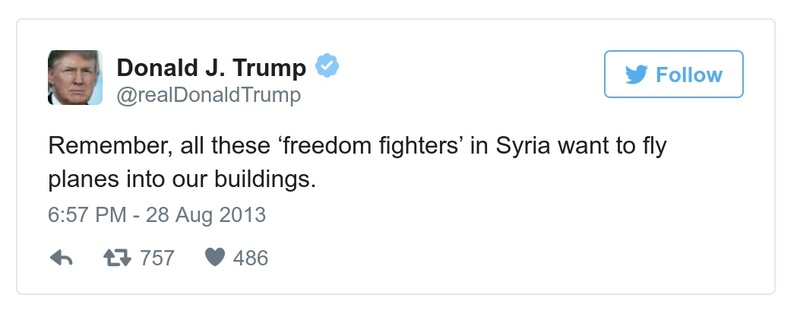 Donald J. Trump
@realDonaldTrump
Follow
Remember, all these ‘freedom fighters’ in Syria want to fly
planes into our buildings.
6:57 PM - 28 Aug 2013
757 486